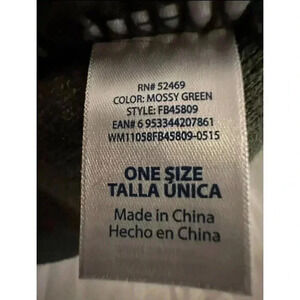 RN# 52469
COLOR: MOSSY GREEN
STYLE: FB45809
EAN# 6 953344207861
WM11058FB45809-0515
ONE SIZE
TALLA ÚNICA
Made in China
Hecho en China